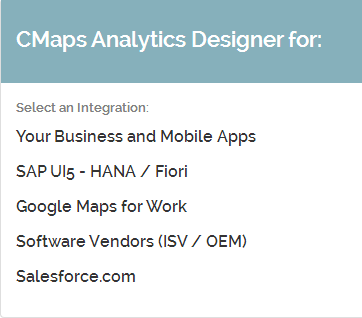 CMaps Analytics Designer for:
Select an Integration:
Your Business and Mobile Apps
SAP UI5 - HANA / Fiori
Google Maps for Work
Software Vendors (ISV / OEM)
Salesforce.com